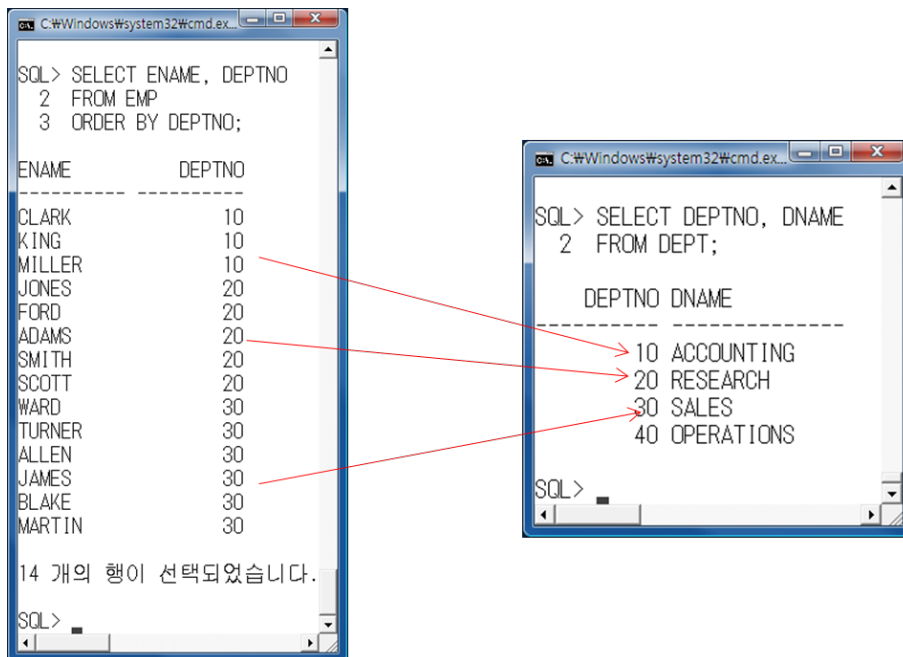 C:₩Windows₩system32₩cmd.ex...
SQL> SELECT ENAME, DEPTNO
2 FROM EMP
3 ORDER BY DEPTNO;
ENAME DEPTNO
---------- ----------
CLARK 10
KING 10
MILLER 10
JONES 20
FORD 20
ADAMS 20
SMITH 20
SCOTT 20
WARD 30
TURNER 30
ALLEN 30
JAMES 30
BLAKE 30
MARTIN 30
14 개의 행이 선택되었습니다.
SQL>
C:₩Windows₩system32₩cmd.ex...
SQL> SELECT DEPTNO, DNAME
2 FROM DEPT;
DEPTNO DNAME
---------- --------------
10 ACCOUNTING
20 RESEARCH
30 SALES
40 OPERATIONS
SQL>